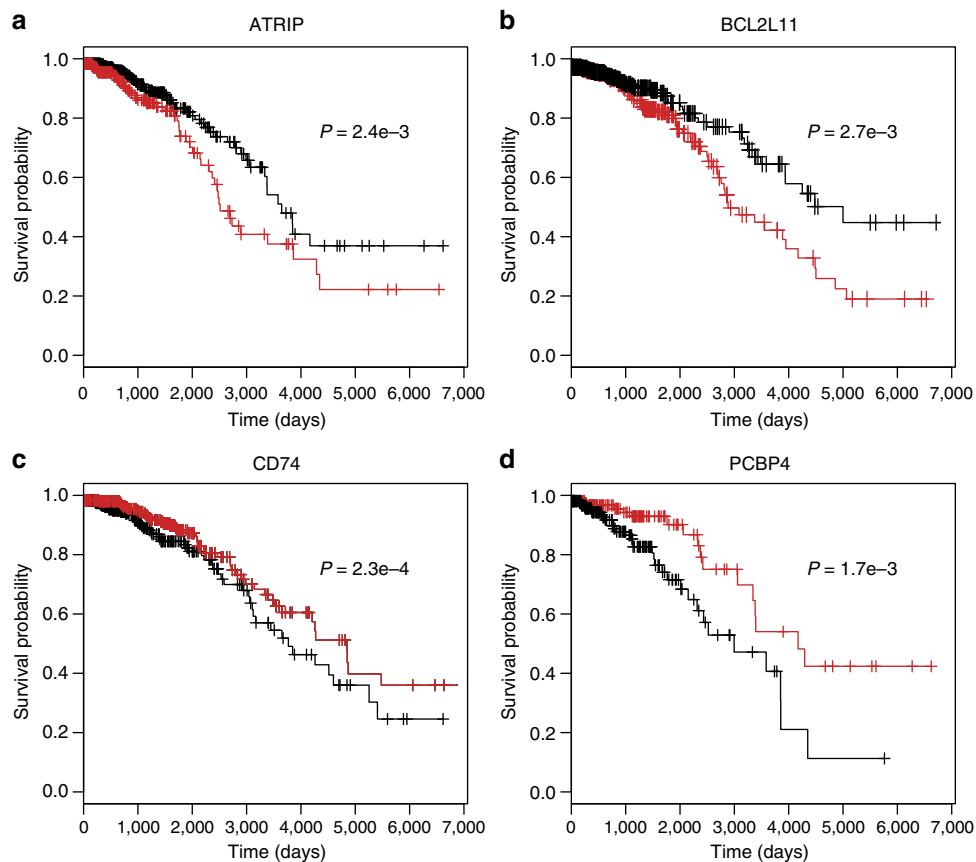 a
ATRIP
1.0
0.8
0.6
0.4
0.2
0.0
Survival probability
P = 2.4e–3
0 1,000 2,000 3,000 4,000 5,000 6,000 7,000
Time (days)
b
BCL2L11
1.0
0.8
0.6
0.4
0.2
0.0
Survival probability
P = 2.7e–3
0 1,000 2,000 3,000 4,000 5,000 6,000 7,000
Time (days)
c
CD74
1.0
0.8
0.6
0.4
0.2
0.0
Survival probability
P = 2.3e–4
0 1,000 2,000 3,000 4,000 5,000 6,000 7,000
Time (days)
d
PCBP4
1.0
0.8
0.6
0.4
0.2
0.0
Survival probability
P = 1.7e–3
0 1,000 2,000 3,000 4,000 5,000 6,000 7,000
Time (days)